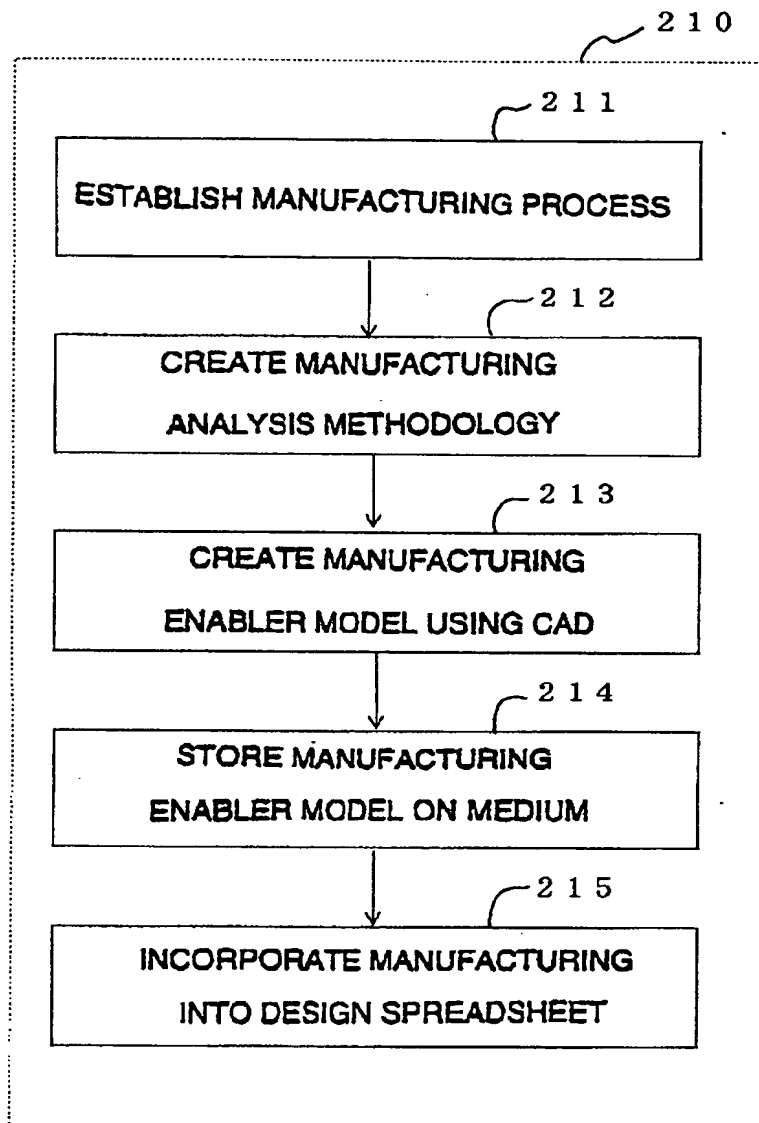 210
211
ESTABLISH MANUFACTURING PROCESS
212
CREATE MANUFACTURING
ANALYSIS METHODOLOGY
213
CREATE MANUFACTURING
ENABLER MODEL USING CAD
214
STORE MANUFACTURING
ENABLER MODEL ON MEDIUM
215
INCORPORATE MANUFACTURING
INTO DESIGN SPREADSHEET